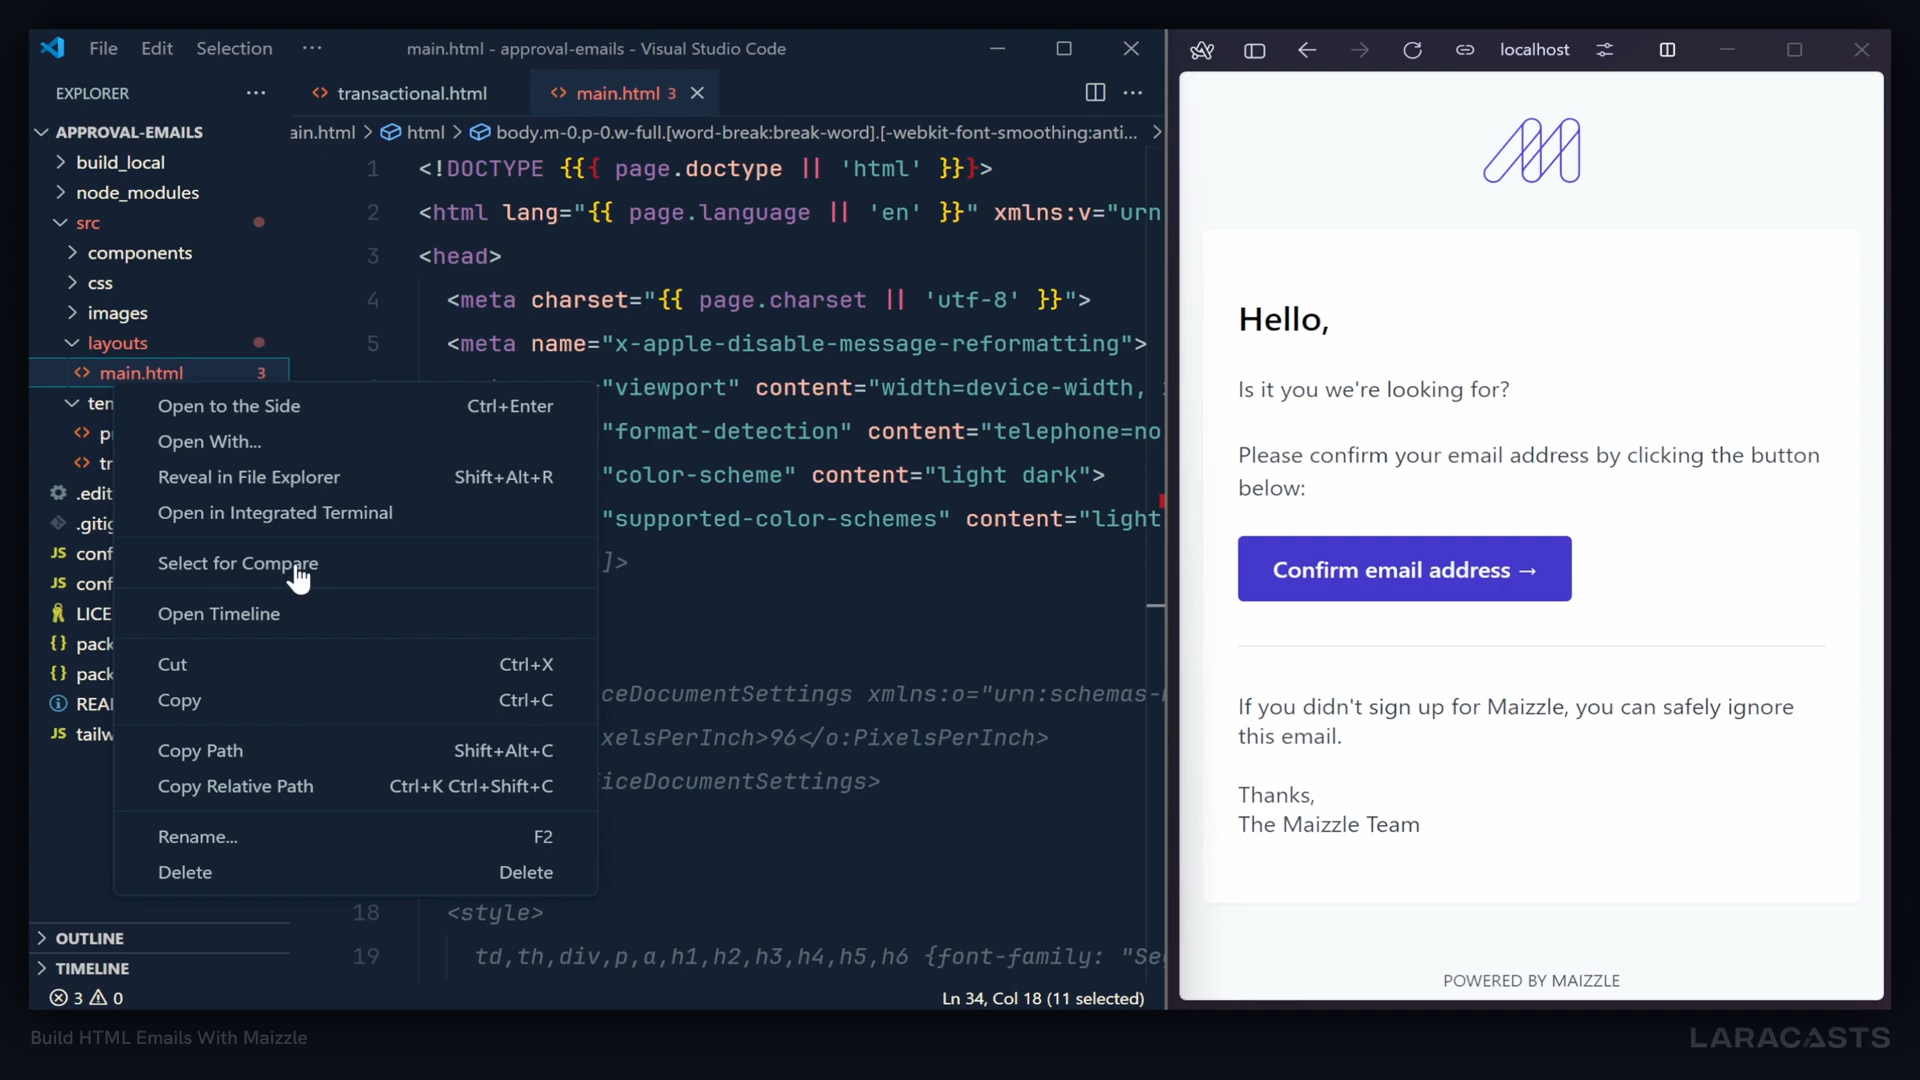 File Edit Selection ···
main.html - approval-emails - Visual Studio Code
localhost
EXPLORER ···
transactional.html
main.html 3
···
APPROVAL-EMAILS
build_local
node_modules
src
components
css
images
layouts
main.html 3
ain.html > html > body.m-0.p-0.w-full.[word-break:break-word].[-webkit-font-smoothing:anti...
1 <!DOCTYPE {{{ page.doctype || 'html' }}}>
2 <html lang="{{ page.language || 'en' }}" xmlns:v="urn
3 <head>
4 <meta charset="{{ page.charset || 'utf-8' }}">
5 <meta name="x-apple-disable-message-reformatting">
"viewport" content="width=device-width,
"format-detection" content="telephone=no
"color-scheme" content="light dark">
"supported-color-schemes" content="light
]>
ceDocumentSettings xmlns:o="urn:schemas-
xelsPerInch>96</o:PixelsPerInch>
iceDocumentSettings>
18 <style>
19 td,th,div,p,a,h1,h2,h3,h4,h5,h6 {font-family: "Se
ten
tr
.edit
.gitig
JS conf
JS conf
LICE
{} pack
{} pack
REA
JS tailw
Open to the Side Ctrl+Enter
Open With...
Reveal in File Explorer Shift+Alt+R
Open in Integrated Terminal
Select for Compare
Open Timeline
Cut Ctrl+X
Copy Ctrl+C
Copy Path Shift+Alt+C
Copy Relative Path Ctrl+K Ctrl+Shift+C
Rename... F2
Delete Delete
OUTLINE
TIMELINE
3 0
Ln 34, Col 18 (11 selected)
Hello,
Is it you we're looking for?
Please confirm your email address by clicking the button
below:
Confirm email address →
If you didn't sign up for Maizzle, you can safely ignore
this email.
Thanks,
The Maizzle Team
POWERED BY MAIZZLE
Build HTML Emails With Maizzle
LARACASTS